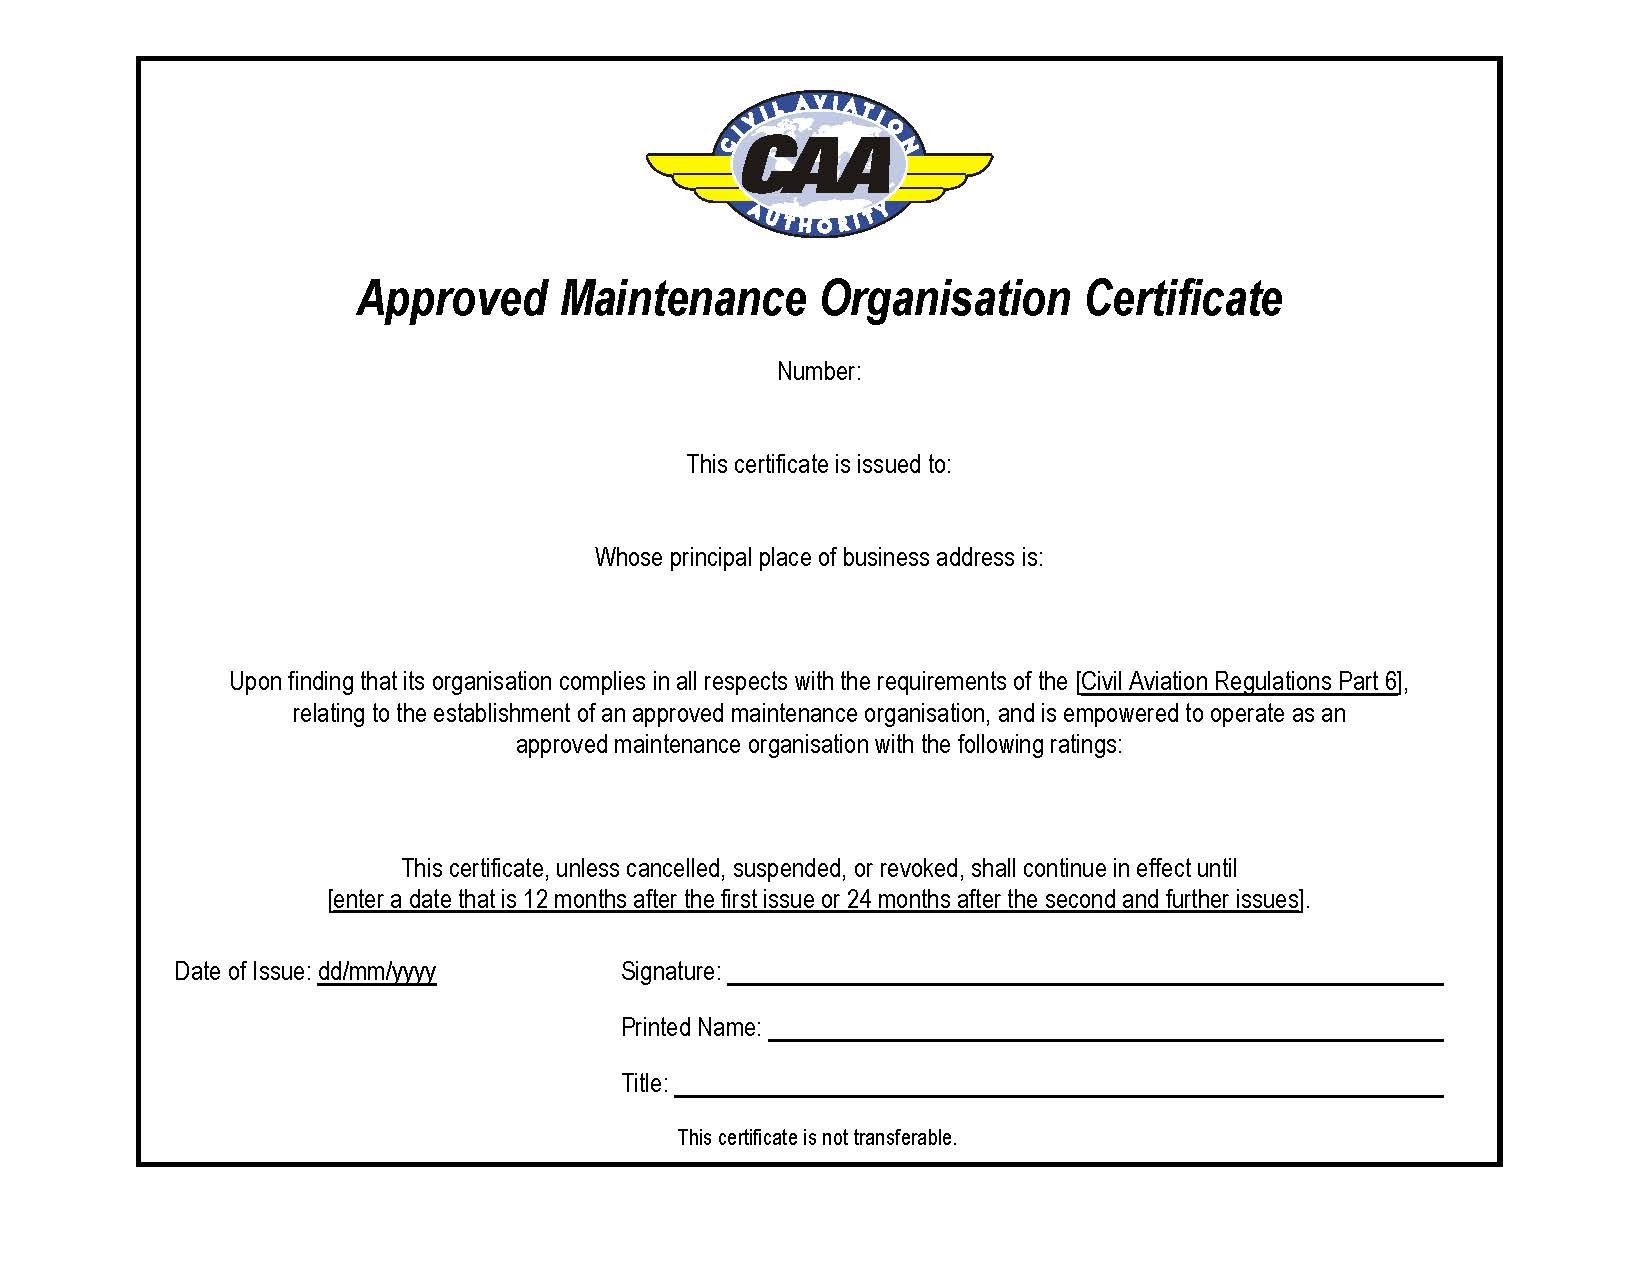 CIVIL AVIATION
CAA
AUTHORITY
Approved Maintenance Organisation Certificate
Number:
This certificate is issued to:
Whose principal place of business address is:
Upon finding that its organisation complies in all respects with the requirements of the [Civil Aviation Regulations Part 6],
relating to the establishment of an approved maintenance organisation, and is empowered to operate as an
approved maintenance organisation with the following ratings:
This certificate, unless cancelled, suspended, or revoked, shall continue in effect until
[enter a date that is 12 months after the first issue or 24 months after the second and further issues].
Date of Issue: dd/mm/yyyy Signature:
Printed Name:
Title:
This certificate is not transferable.